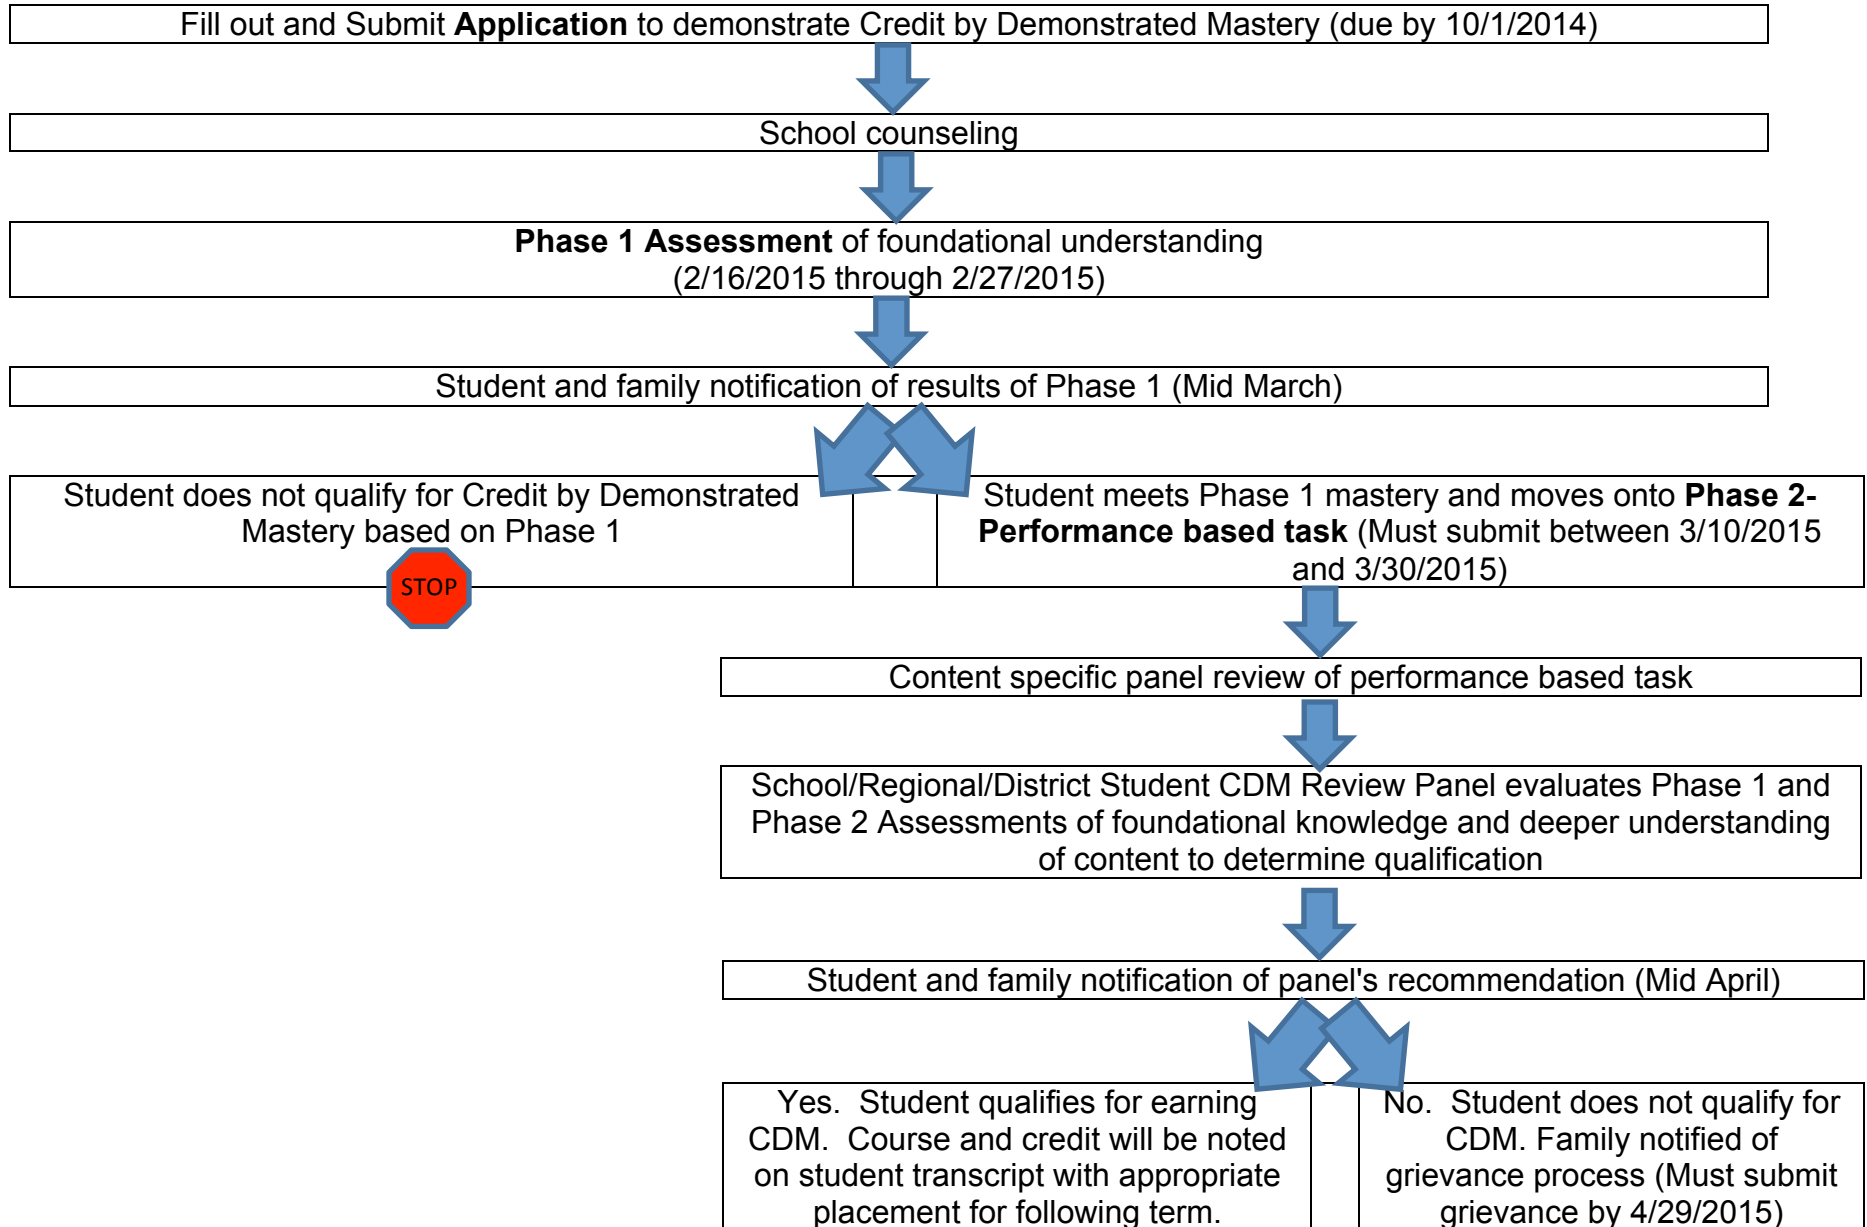 Fill out and Submit Application to demonstrate Credit by Demonstrated Mastery (due by 10/1/2014)
School counseling
Phase 1 Assessment of foundational understanding
(2/16/2015 through 2/27/2015)
Student and family notification of results of Phase 1 (Mid March)
Student does not qualify for Credit by Demonstrated
Mastery based on Phase 1
STOP
Student meets Phase 1 mastery and moves onto Phase 2-
Performance based task (Must submit between 3/10/2015
and 3/30/2015)
Content specific panel review of performance based task
School/Regional/District Student CDM Review Panel evaluates Phase 1 and
Phase 2 Assessments of foundational knowledge and deeper understanding
of content to determine qualification
Student and family notification of panel's recommendation (Mid April)
Yes. Student qualifies for earning
CDM. Course and credit will be noted
on student transcript with appropriate
placement for following term.
No. Student does not qualify for
CDM. Family notified of
grievance process (Must submit
grievance by 4/29/2015)